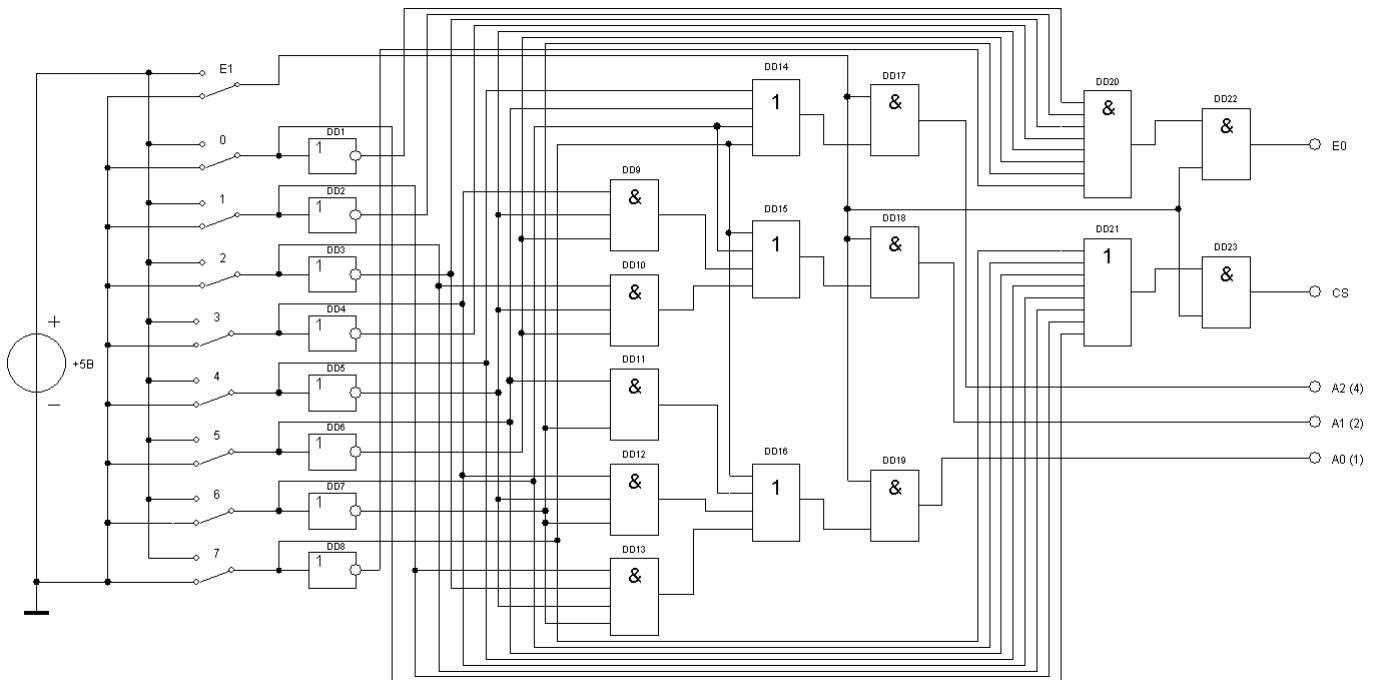 E1
0
DD1
1
1
DD2
1
2
DD3
1
3
DD4
1
4
DD5
1
5
DD6
1
6
DD7
1
7
DD8
1
+
+5В
−
DD9
&
DD10
&
DD11
&
DD12
&
DD13
&
DD14
1
DD15
1
DD16
1
DD17
&
DD18
&
DD19
&
DD20
&
DD21
1
DD22
&
DD23
&
E0
CS
A2 (4)
A1 (2)
A0 (1)